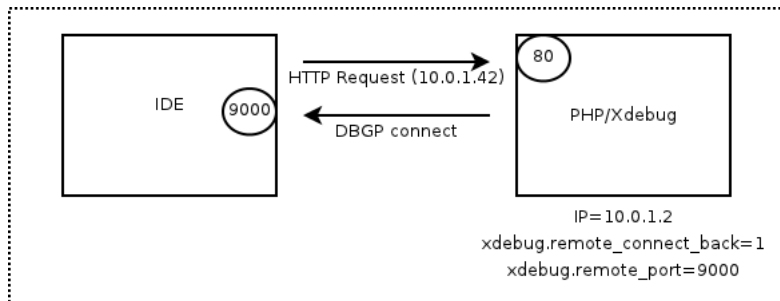 IDE
9000
HTTP Request (10.0.1.42)
DBGP connect
80
PHP/Xdebug
IP=10.0.1.2
xdebug.remote_connect_back=1
xdebug.remote_port=9000